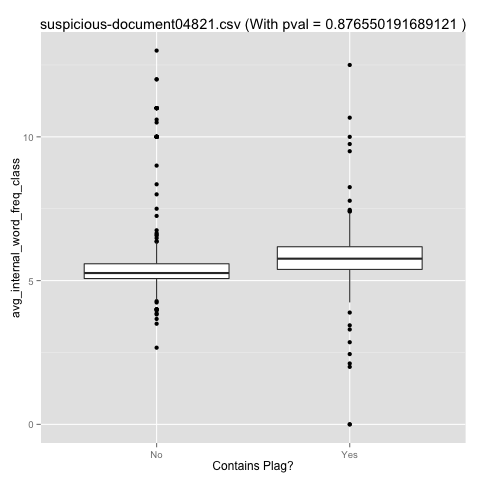 suspicious-document04821.csv (With pval = 0.876550191689121 )
avg_internal_word_freq_class
10
5
0
No
Yes
Contains Plag?